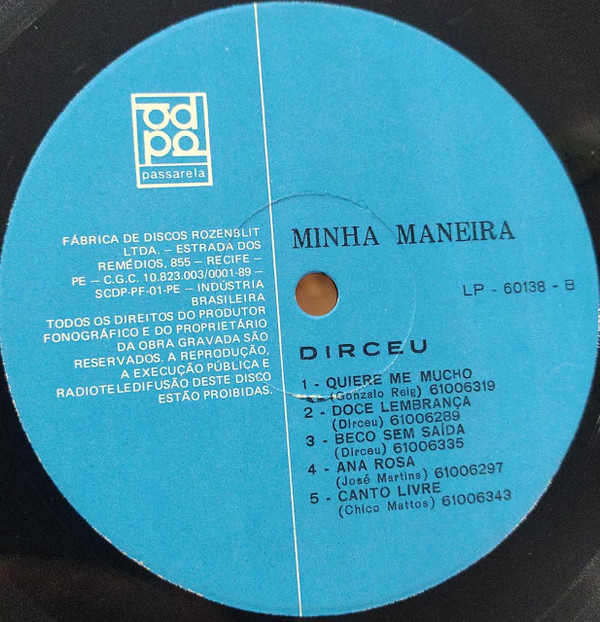 passarela
FÁBRICA DE DISCOS ROZENBLIT
LTDA. – ESTRADA DOS
REMÉDIOS, 855 – RECIFE –
PE – C.G.C. 10.823.003/0001-89 –
SCDP-PF-01-PE – INDÚSTRIA
BRASILEIRA
TODOS OS DIREITOS DO PRODUTOR
FONOGRÁFICO E DO PROPRIETÁRIO
DA OBRA GRAVADA SÃO
RESERVADOS. A REPRODUÇÃO,
A EXECUÇÃO PÚBLICA E
RADIOTELEDIFUSÃO DESTE DISCO
ESTÃO PROIBIDAS.
MINHA MANEIRA
LP - 60138 - B
DIRCEU
1 - QUIERE ME MUCHO
(Gonzalo Reig) 61006319
2 - DOCE LEMBRANÇA
(Dirceu) 61006289
3 - BECO SEM SAÍDA
(Dirceu) 61006335
4 - ANA ROSA
(José Martins) 61006297
5 - CANTO LIVRE
(Chico Mattos) 61006343